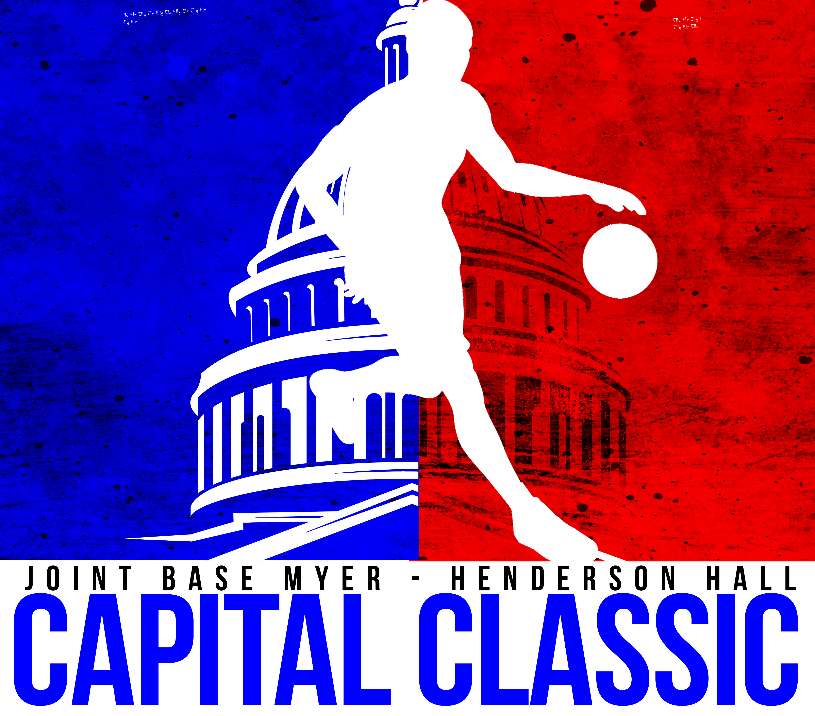 JOINT BASE MYER - HENDERSON HALL
CAPITAL CLASSIC